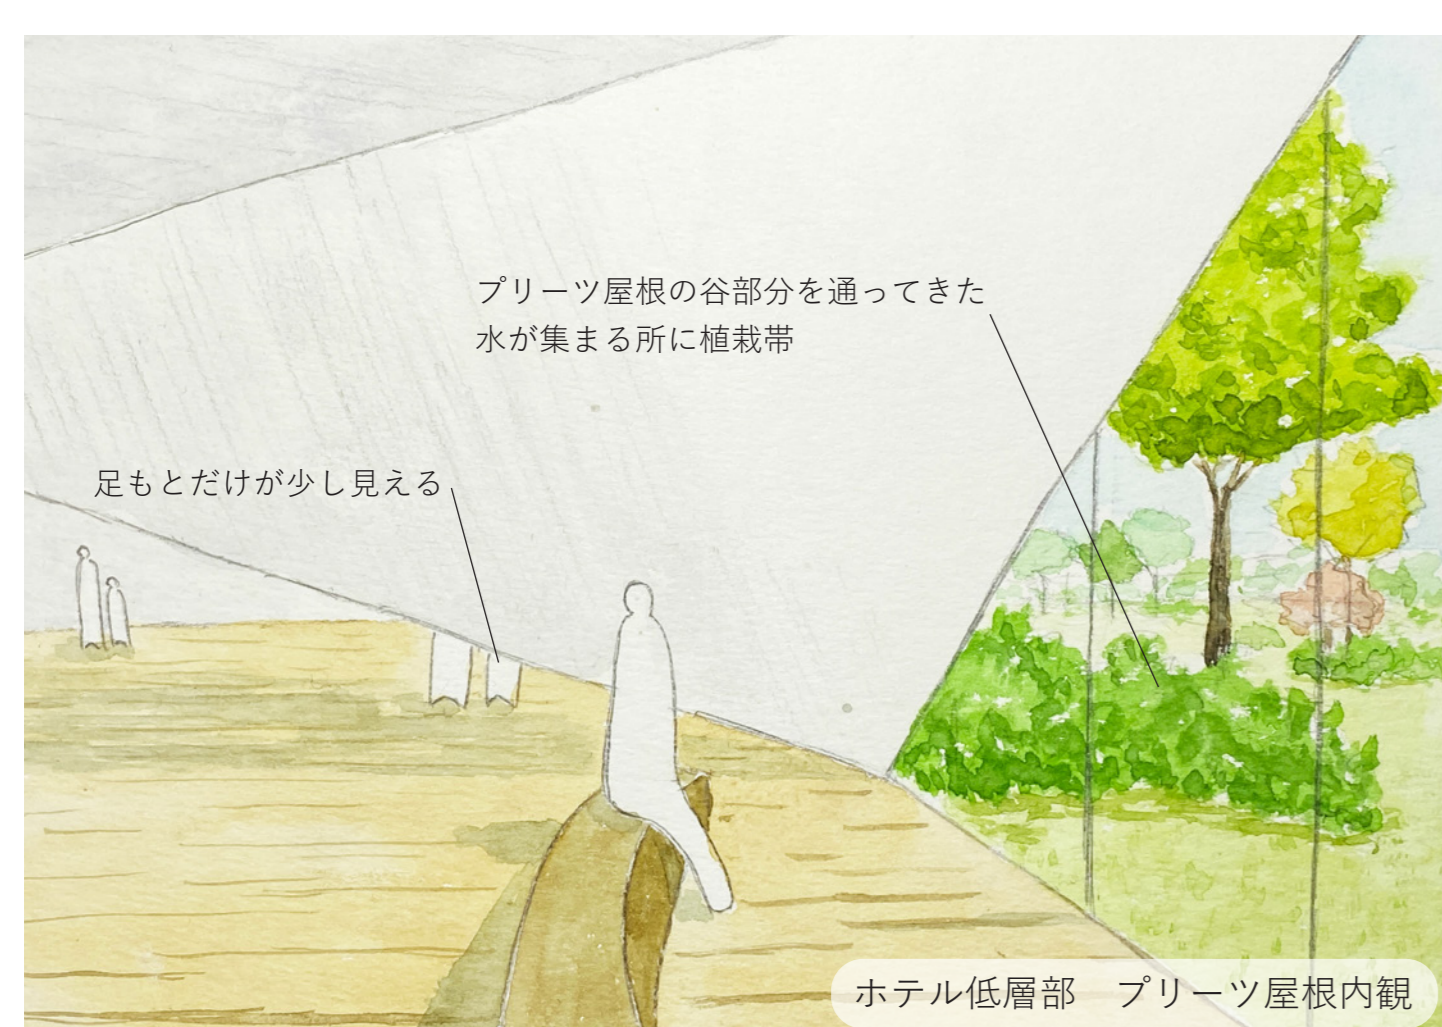 プリーツ屋根の谷部分を通ってきた
水が集まる所に植栽帯
足もとだけが少し見える
ホテル低層部　プリーツ屋根内観